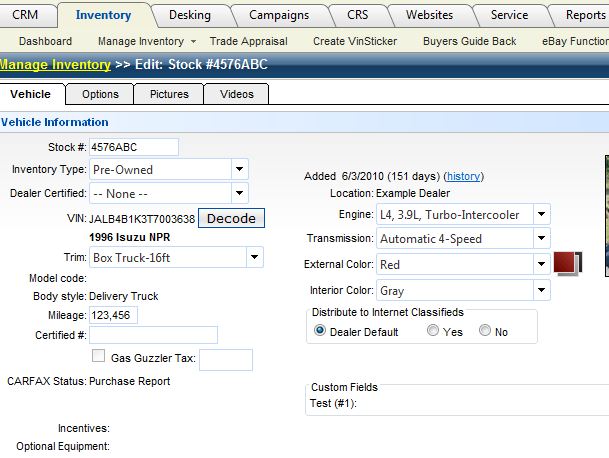 CRM Inventory Desking Campaigns CRS Websites Service Reports
Dashboard Manage Inventory Trade Appraisal Create VinSticker Buyers Guide Back eBay Function
Manage Inventory >> Edit: Stock #4576ABC
Vehicle Options Pictures Videos
Vehicle Information
Stock #: 4576ABC
Inventory Type: Pre-Owned
Dealer Certified: -- None --
VIN: JALB4B1K3T7003638 Decode
1996 Isuzu NPR
Trim: Box Truck-16ft
Model code:
Body style: Delivery Truck
Mileage: 123,456
Certified #:
Gas Guzzler Tax:
CARFAX Status: Purchase Report
Incentives:
Optional Equipment:
Added 6/3/2010 (151 days) (history)
Location: Example Dealer
Engine: L4, 3.9L, Turbo-Intercooler
Transmission: Automatic 4-Speed
External Color: Red
Interior Color: Gray
Distribute to Internet Classifieds
Dealer Default Yes No
Custom Fields
Test (#1):